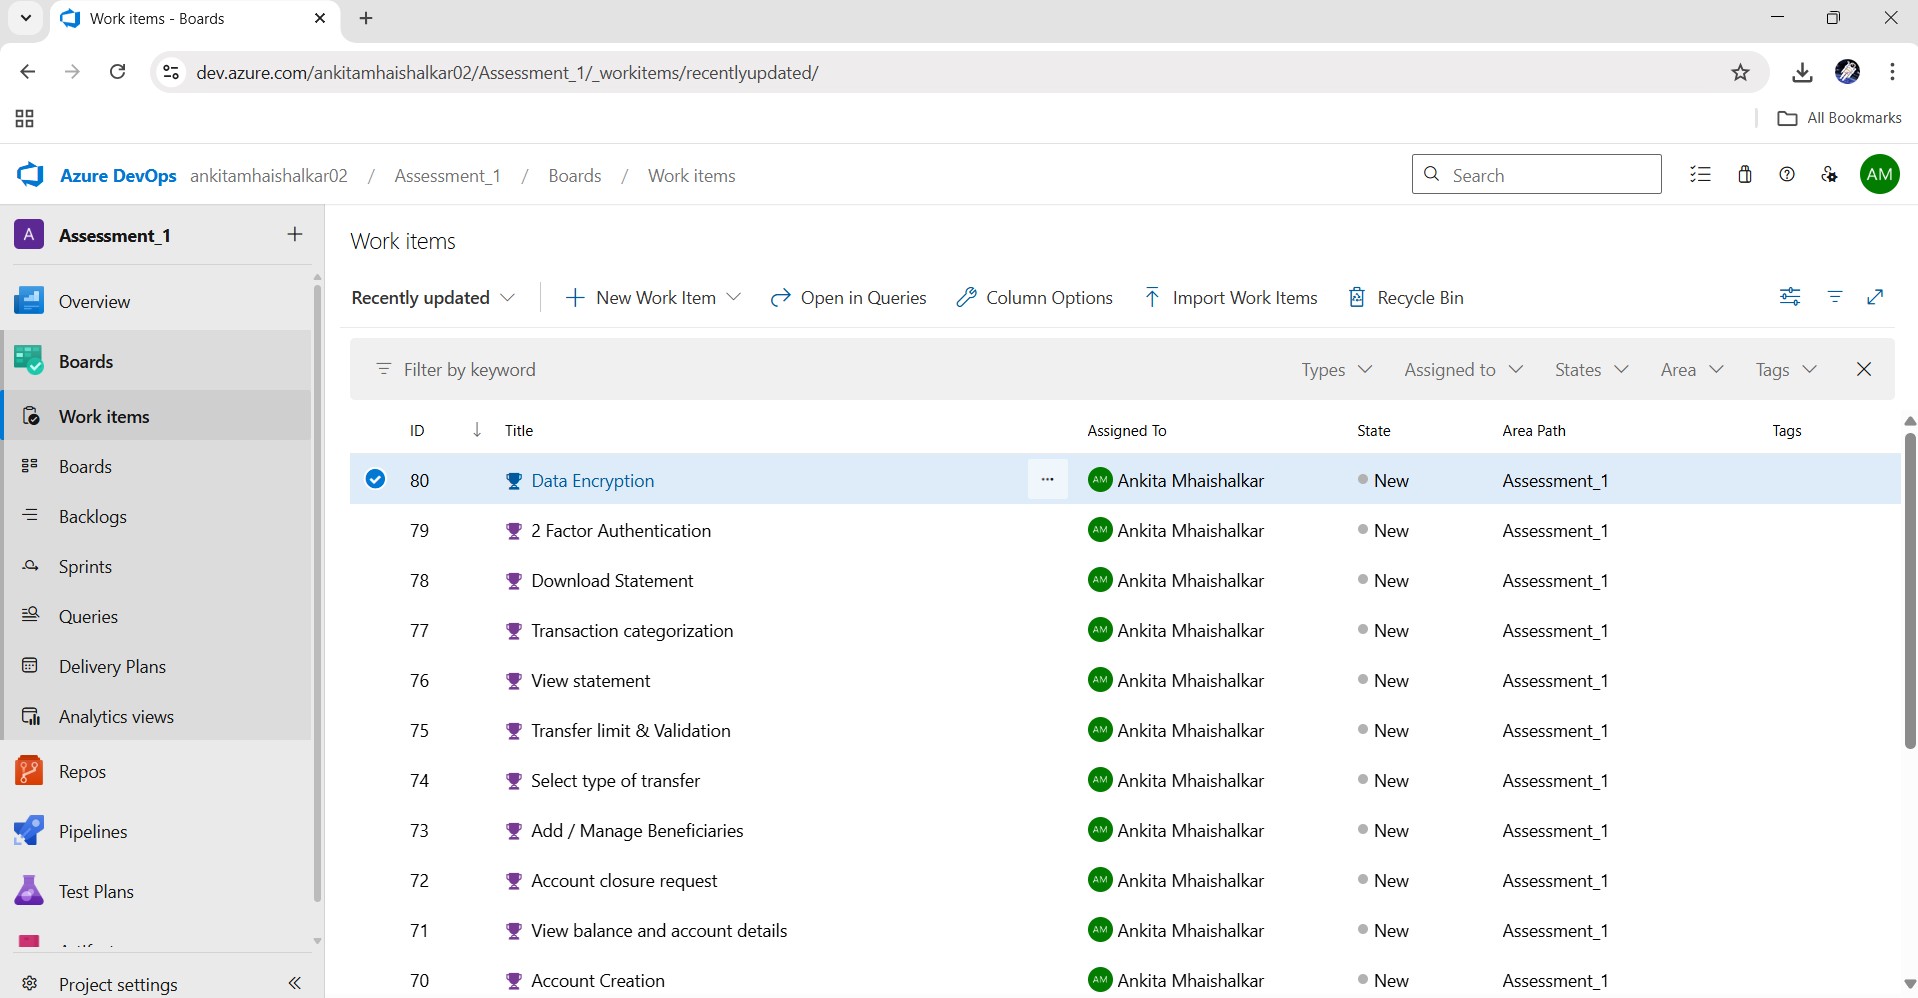 Work items - Boards
dev.azure.com/ankitamhaishalkar02/Assessment_1/_workitems/recentlyupdated/
All Bookmarks
Azure DevOps ankitamhaishalkar02 / Assessment_1 / Boards / Work items
Search
AM
A Assessment_1
Overview
Boards
Work items
Boards
Backlogs
Sprints
Queries
Delivery Plans
Analytics views
Repos
Pipelines
Test Plans
Project settings
Work items
Recently updated New Work Item Open in Queries Column Options Import Work Items Recycle Bin
Filter by keyword Types Assigned to States Area Tags
ID Title Assigned To State Area Path Tags
80 Data Encryption ... AM Ankita Mhaishalkar New Assessment_1
79 2 Factor Authentication AM Ankita Mhaishalkar New Assessment_1
78 Download Statement AM Ankita Mhaishalkar New Assessment_1
77 Transaction categorization AM Ankita Mhaishalkar New Assessment_1
76 View statement AM Ankita Mhaishalkar New Assessment_1
75 Transfer limit & Validation AM Ankita Mhaishalkar New Assessment_1
74 Select type of transfer AM Ankita Mhaishalkar New Assessment_1
73 Add / Manage Beneficiaries AM Ankita Mhaishalkar New Assessment_1
72 Account closure request AM Ankita Mhaishalkar New Assessment_1
71 View balance and account details AM Ankita Mhaishalkar New Assessment_1
70 Account Creation AM Ankita Mhaishalkar New Assessment_1